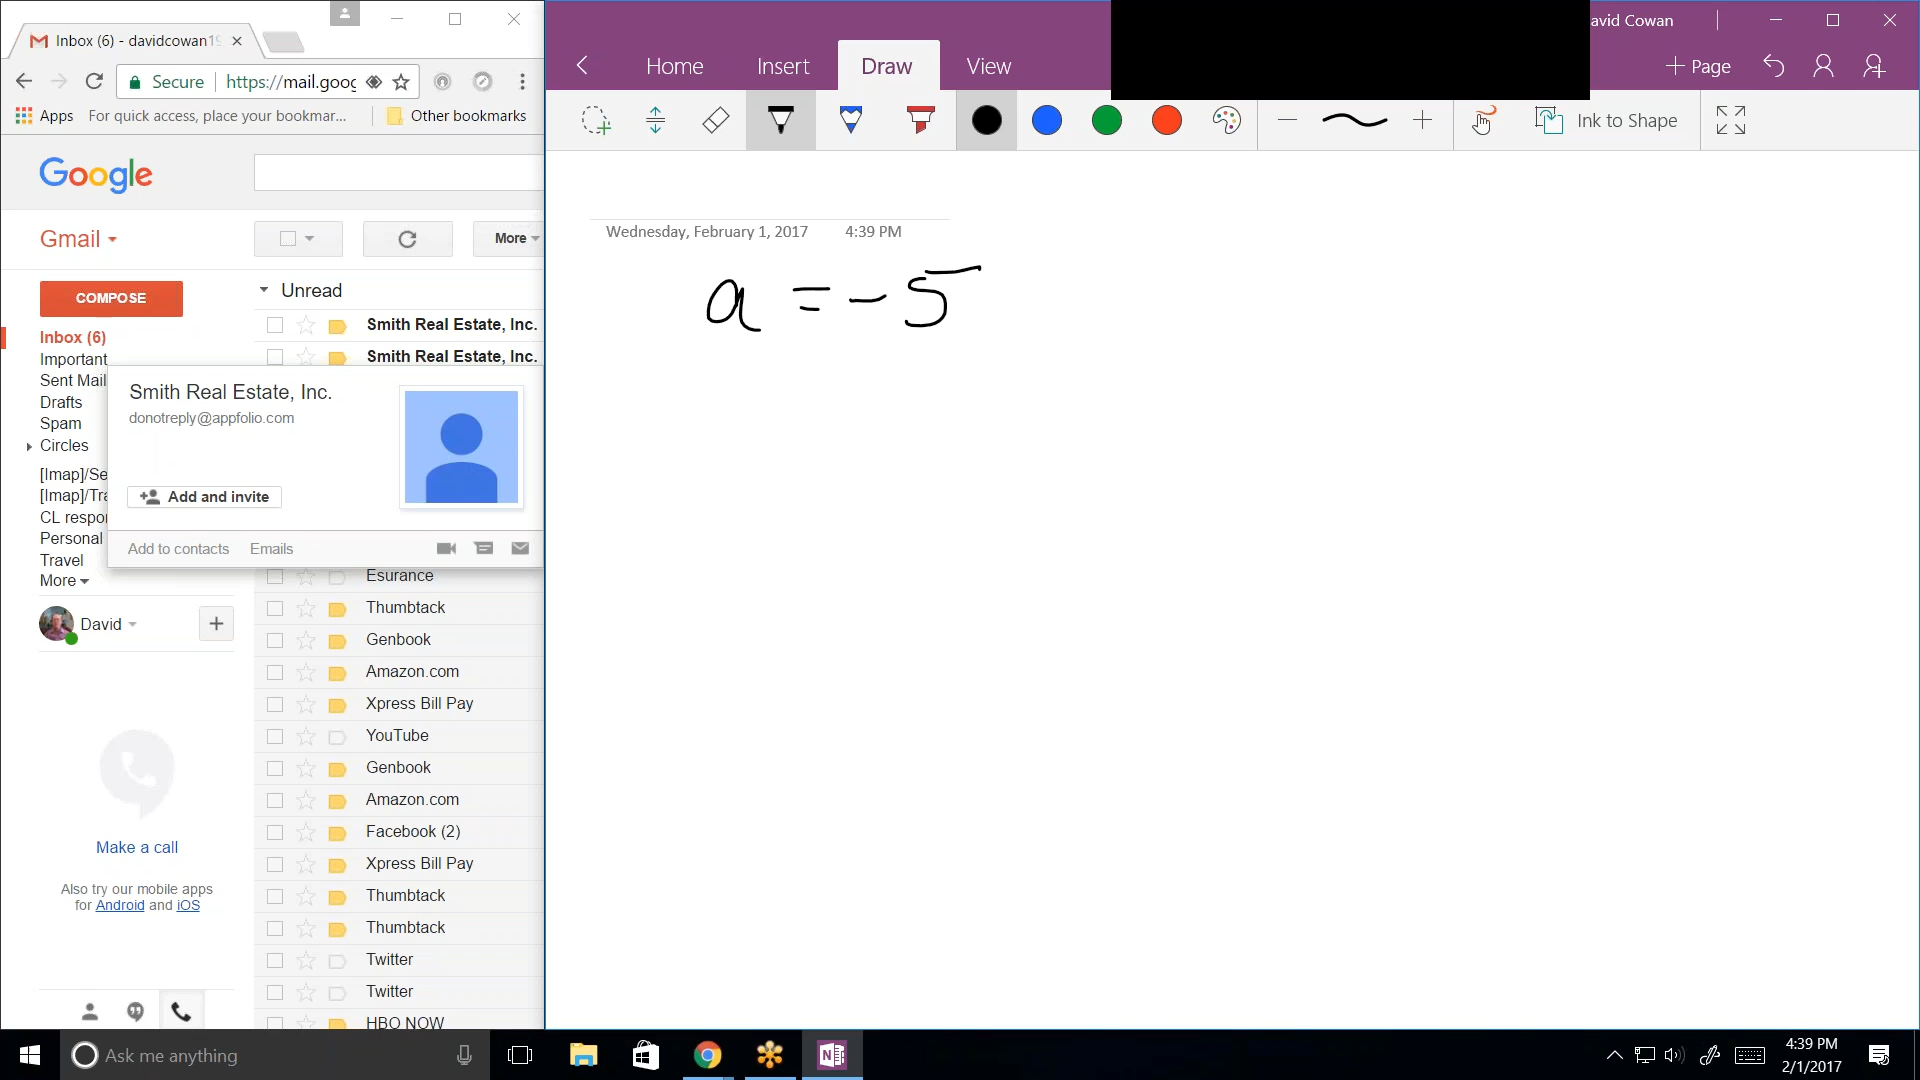 Inbox (6) - davidcowan19
Secure
https://mail.goog
Apps
For quick access, place your bookmar...
Other bookmarks
Google
Gmail
More
COMPOSE
Unread
Inbox (6)
Smith Real Estate, Inc.
Important
Smith Real Estate, Inc.
Sent Mail
Drafts
Spam
Circles
[Imap]/Se
[Imap]/Tra
CL respor
Personal
Travel
More
Smith Real Estate, Inc.
donotreply@appfolio.com
Add and invite
Add to contacts
Emails
Esurance
Thumbtack
David
Genbook
Amazon.com
Xpress Bill Pay
YouTube
Genbook
Amazon.com
Facebook (2)
Make a call
Xpress Bill Pay
Also try our mobile apps
for Android and iOS
Thumbtack
Thumbtack
Twitter
Twitter
HBO NOW
avid Cowan
Home
Insert
Draw
View
Page
Ink to Shape
Wednesday, February 1, 2017 4:39 PM
a = -5
Ask me anything
4:39 PM
2/1/2017